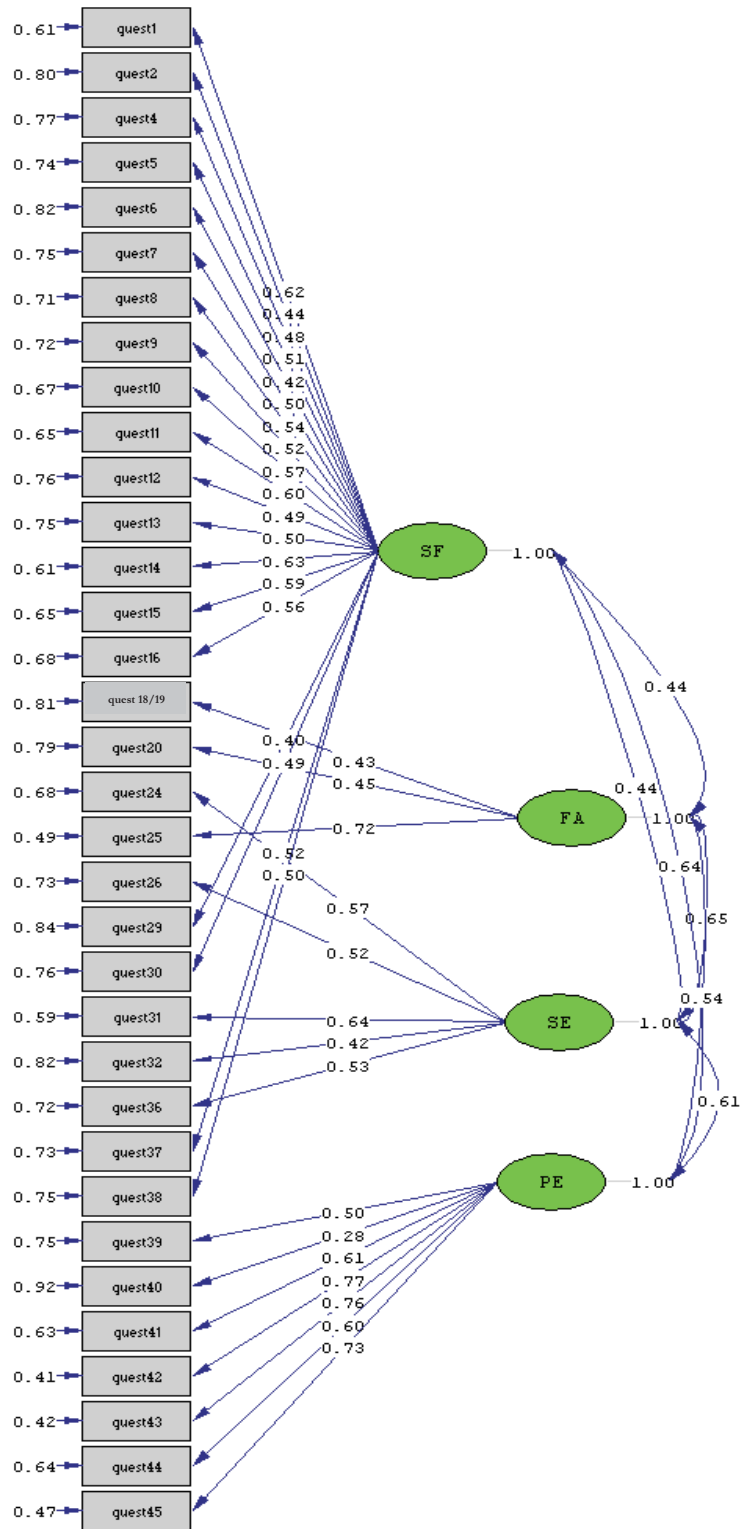 0.61 quest1
0.80 quest2
0.77 quest4
0.74 quest5
0.82 quest6
0.75 quest7
0.71 quest8
0.62
0.44
0.72 quest9
0.48
0.51
0.67 quest10
0.42
0.50
0.65 quest11
0.54
0.52
0.76 quest12
0.57
0.60
0.75 quest13
0.49
0.50
0.61 quest14
0.63
SF 1.00
0.65 quest15
0.59
0.56
0.68 quest16
0.81 quest 18/19
0.44
0.79 quest20
0.40
0.43
0.49
0.45
0.68 quest24
0.44
0.49 quest25
0.72
FA 1.00
0.73 quest26
0.52
0.50
0.64
0.84 quest29
0.57
0.65
0.76 quest30
0.52
0.54
0.59 quest31
0.64
SE 1.00
0.82 quest32
0.42
0.53
0.72 quest36
0.61
0.73 quest37
0.75 quest38
PE 1.00
0.75 quest39
0.50
0.28
0.92 quest40
0.61
0.77
0.63 quest41
0.76
0.60
0.73
0.41 quest42
0.42 quest43
0.64 quest44
0.47 quest45